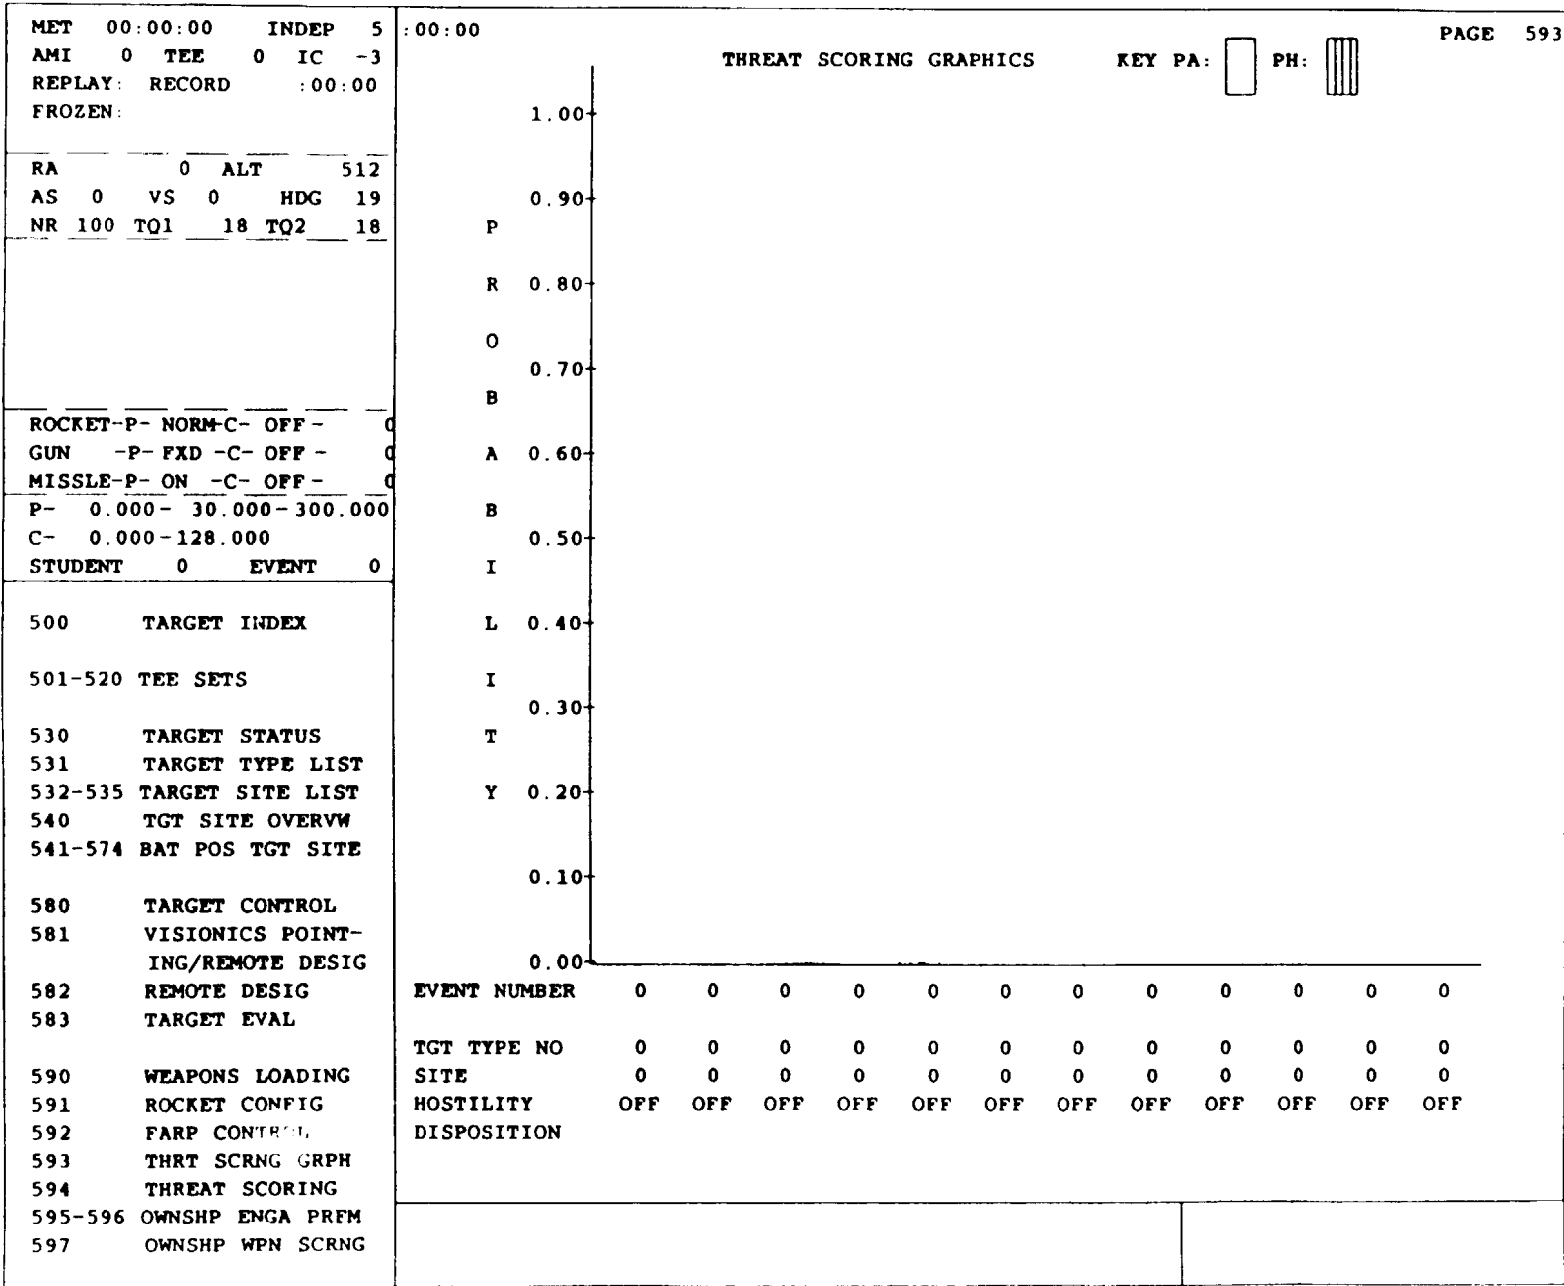 MET 00:00:00 INDEP 5
AMI 0 TEE 0 IC -3
REPLAY: RECORD :00:00
FROZEN:
RA 0 ALT 512
AS 0 VS 0 HDG 19
NR 100 TQ1 18 TQ2 18
ROCKET-P- NORM-C- OFF - 0
GUN -P- FXD -C- OFF - 0
MISSLE-P- ON -C- OFF - 0
P- 0.000- 30.000-300.000
C- 0.000-128.000
STUDENT 0 EVENT 0
500 TARGET INDEX
501-520 TEE SETS
530 TARGET STATUS
531 TARGET TYPE LIST
532-535 TARGET SITE LIST
540 TGT SITE OVERVW
541-574 BAT POS TGT SITE
580 TARGET CONTROL
581 VISIONICS POINT-
ING/REMOTE DESIG
582 REMOTE DESIG
583 TARGET EVAL
590 WEAPONS LOADING
591 ROCKET CONFIG
592 FARP CONTROL
593 THRT SCRNG GRPH
594 THREAT SCORING
595-596 OWNSHP ENGA PRFM
597 OWNSHP WPN SCRNG
:00:00
PAGE 593
THREAT SCORING GRAPHICS KEY PA: PH:
PROBABILITY
1.00
0.90
0.80
0.70
0.60
0.50
0.40
0.30
0.20
0.10
0.00
EVENT NUMBER 0 0 0 0 0 0 0 0 0 0 0 0
TGT TYPE NO 0 0 0 0 0 0 0 0 0 0 0 0
SITE 0 0 0 0 0 0 0 0 0 0 0 0
HOSTILITY OFF OFF OFF OFF OFF OFF OFF OFF OFF OFF OFF OFF
DISPOSITION